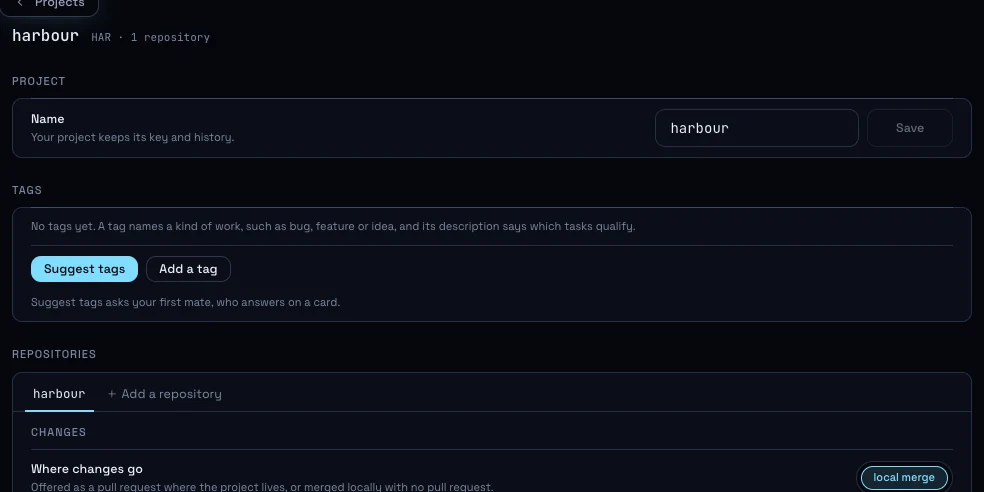 ‹ Projects
harbour HAR · 1 repository
PROJECT
Name
Your project keeps its key and history.
harbour
Save
TAGS
No tags yet. A tag names a kind of work, such as bug, feature or idea, and its description says which tasks qualify.
Suggest tags
Add a tag
Suggest tags asks your first mate, who answers on a card.
REPOSITORIES
harbour
+ Add a repository
CHANGES
Where changes go
Offered as a pull request where the project lives, or merged locally with no pull request.
local merge